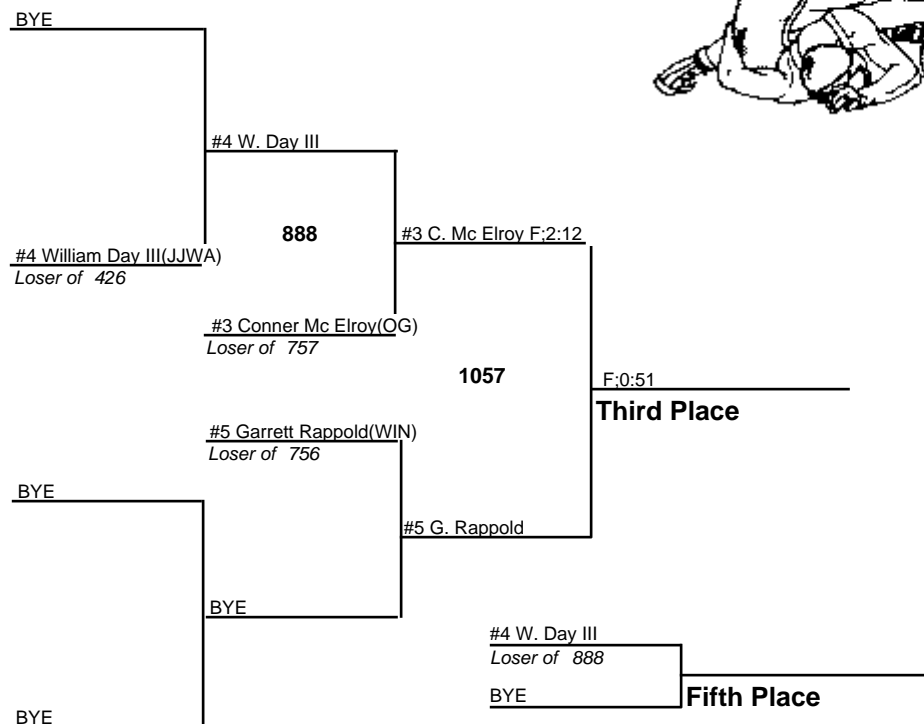 BYE
#4 W. Day III
888
#3 C. Mc Elroy F;2:12
#4 William Day III(JJWA)
Loser of 426
#3 Conner Mc Elroy(OG)
Loser of 757
1057
F;0:51
Third Place
#5 Garrett Rappold(WIN)
Loser of 756
BYE
#5 G. Rappold
BYE
#4 W. Day III
Loser of 888
BYE
Fifth Place
BYE